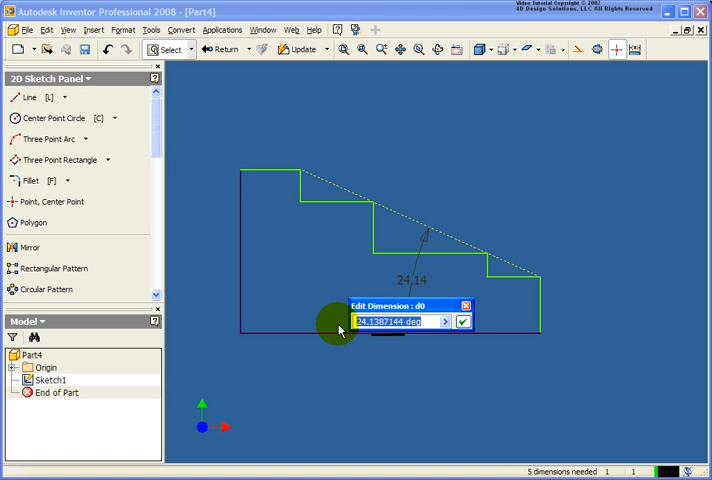 Autodesk Inventor Professional 2008 - [Part4]
Video Tutorial Copyright © 2007
4D Design Solutions, LLC All Rights Reserved
File Edit View Insert Format Tools Convert Applications Window Web Help
Select Return Update
2D Sketch Panel
Line [L]
Center Point Circle [C]
Three Point Arc
Three Point Rectangle
Fillet [F]
Point, Center Point
Polygon
Mirror
Rectangular Pattern
Circular Pattern
Model
Part4
Origin
Sketch1
End of Part
24,14
Edit Dimension : d0
24.1387144 deg
5 dimensions needed 1 1